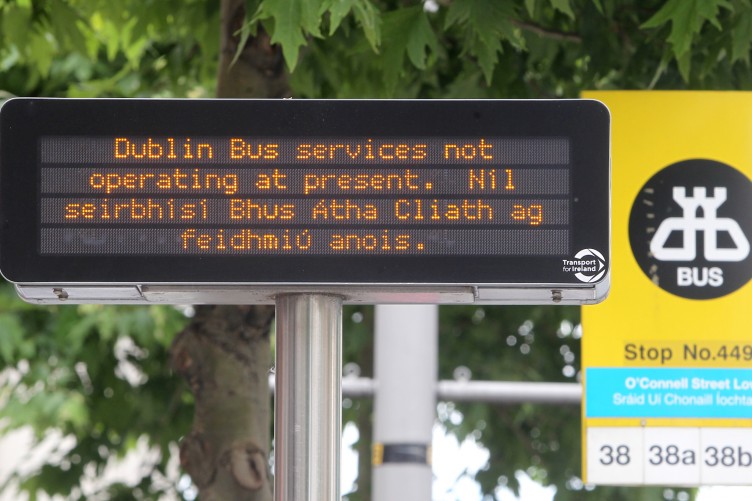 Dublin Bus services not
operating at present. Níl
seirbhísí Bhus Átha Cliath ag
feidhmiú anois.
Transport
for Ireland
BUS
Stop No.449
O'Connell Street Lo
Sráid Uí Chonaill Íochta
38 38a 38b